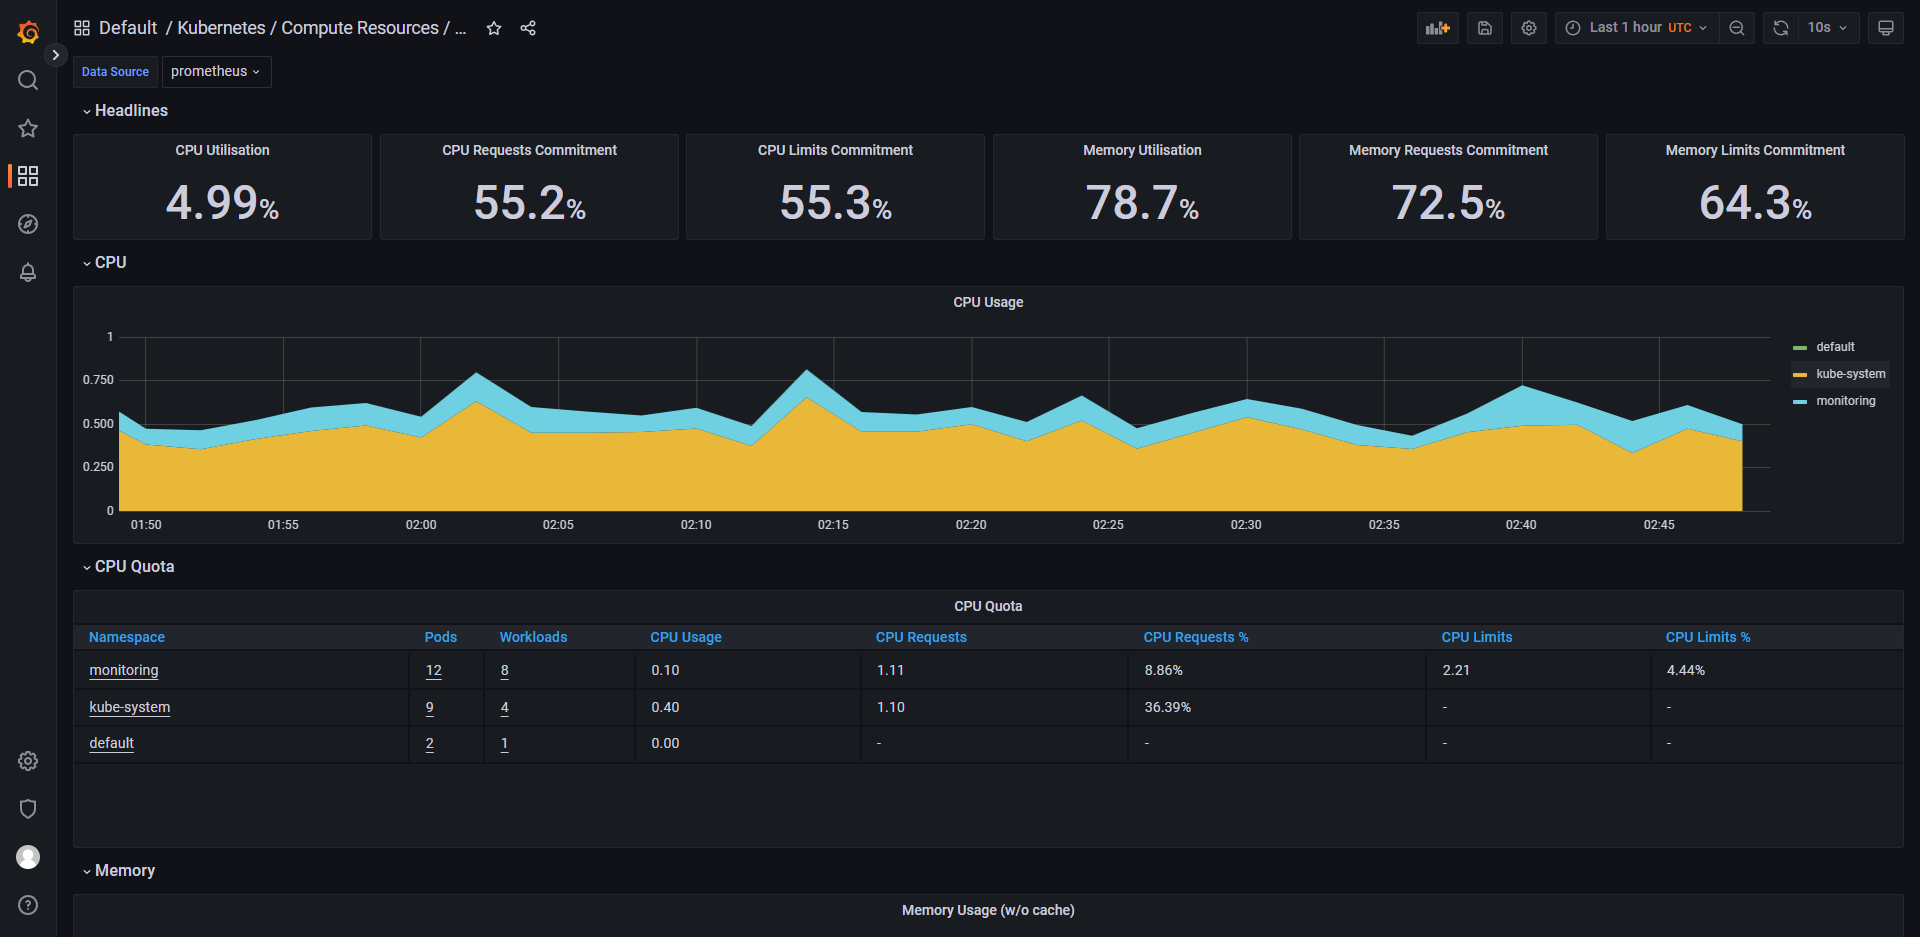 Default / Kubernetes / Compute Resources / ...
Last 1 hour UTC
10s
Data Source prometheus
Headlines
CPU Utilisation
4.99%
CPU Requests Commitment
55.2%
CPU Limits Commitment
55.3%
Memory Utilisation
78.7%
Memory Requests Commitment
72.5%
Memory Limits Commitment
64.3%
CPU
CPU Usage
1
0.750
0.500
0.250
0
01:50 01:55 02:00 02:05 02:10 02:15 02:20 02:25 02:30 02:35 02:40 02:45
default
kube-system
monitoring
CPU Quota
CPU Quota
Namespace Pods Workloads CPU Usage CPU Requests CPU Requests % CPU Limits CPU Limits %
monitoring 12 8 0.10 1.11 8.86% 2.21 4.44%
kube-system 9 4 0.40 1.10 36.39% - -
default 2 1 0.00 - - - -
Memory
Memory Usage (w/o cache)